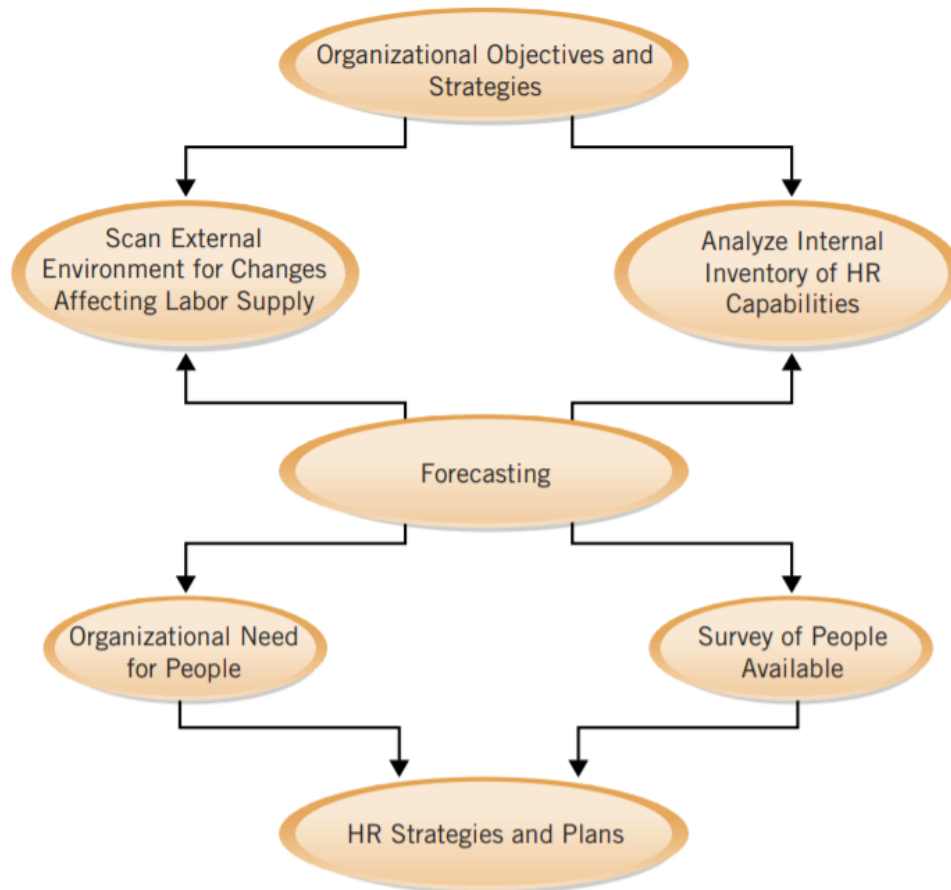 Organizational Objectives and
Strategies
Scan External
Environment for Changes
Affecting Labor Supply
Analyze Internal
Inventory of HR
Capabilities
Forecasting
Organizational Need
for People
Survey of People
Available
HR Strategies and Plans